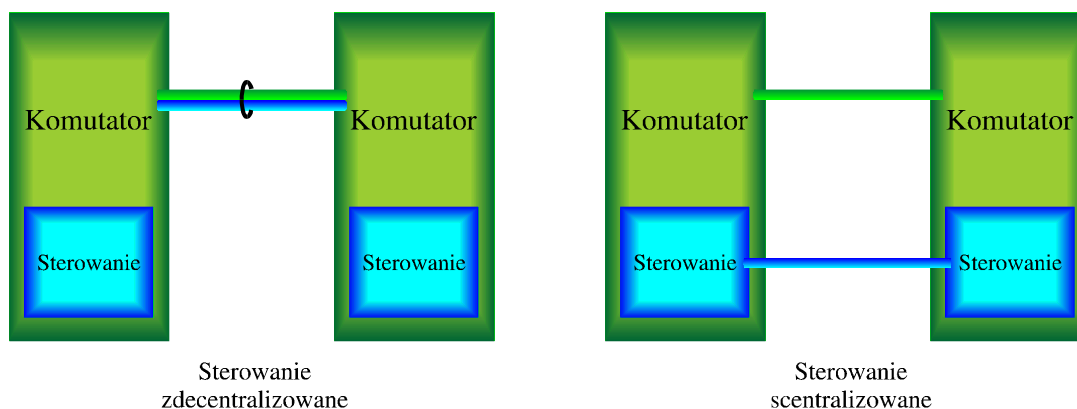 Komutator
Komutator
Komutator
Komutator
Sterowanie
Sterowanie
Sterowanie
Sterowanie
Sterowanie
zdecentralizowane
Sterowanie
scentralizowane